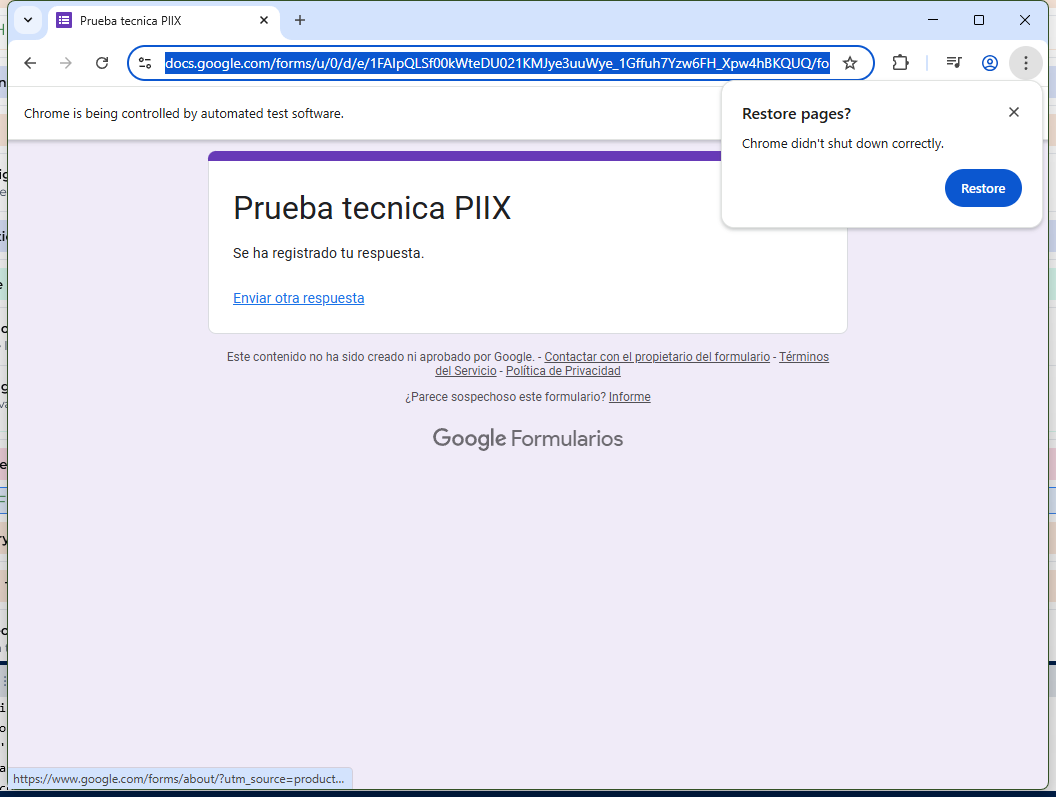 Prueba tecnica PIIX
docs.google.com/forms/u/0/d/e/1FAIpQLSf00kWteDU021KMJye3uuWye_1Gffuh7Yzw6FH_Xpw4hBKQUQ/fo
Chrome is being controlled by automated test software.
Restore pages?
Chrome didn't shut down correctly.
Restore
Prueba tecnica PIIX
Se ha registrado tu respuesta.
Enviar otra respuesta
Este contenido no ha sido creado ni aprobado por Google. - Contactar con el propietario del formulario - Términos
del Servicio - Política de Privacidad
¿Parece sospechoso este formulario? Informe
Google Formularios
https://www.google.com/forms/about/?utm_source=product...